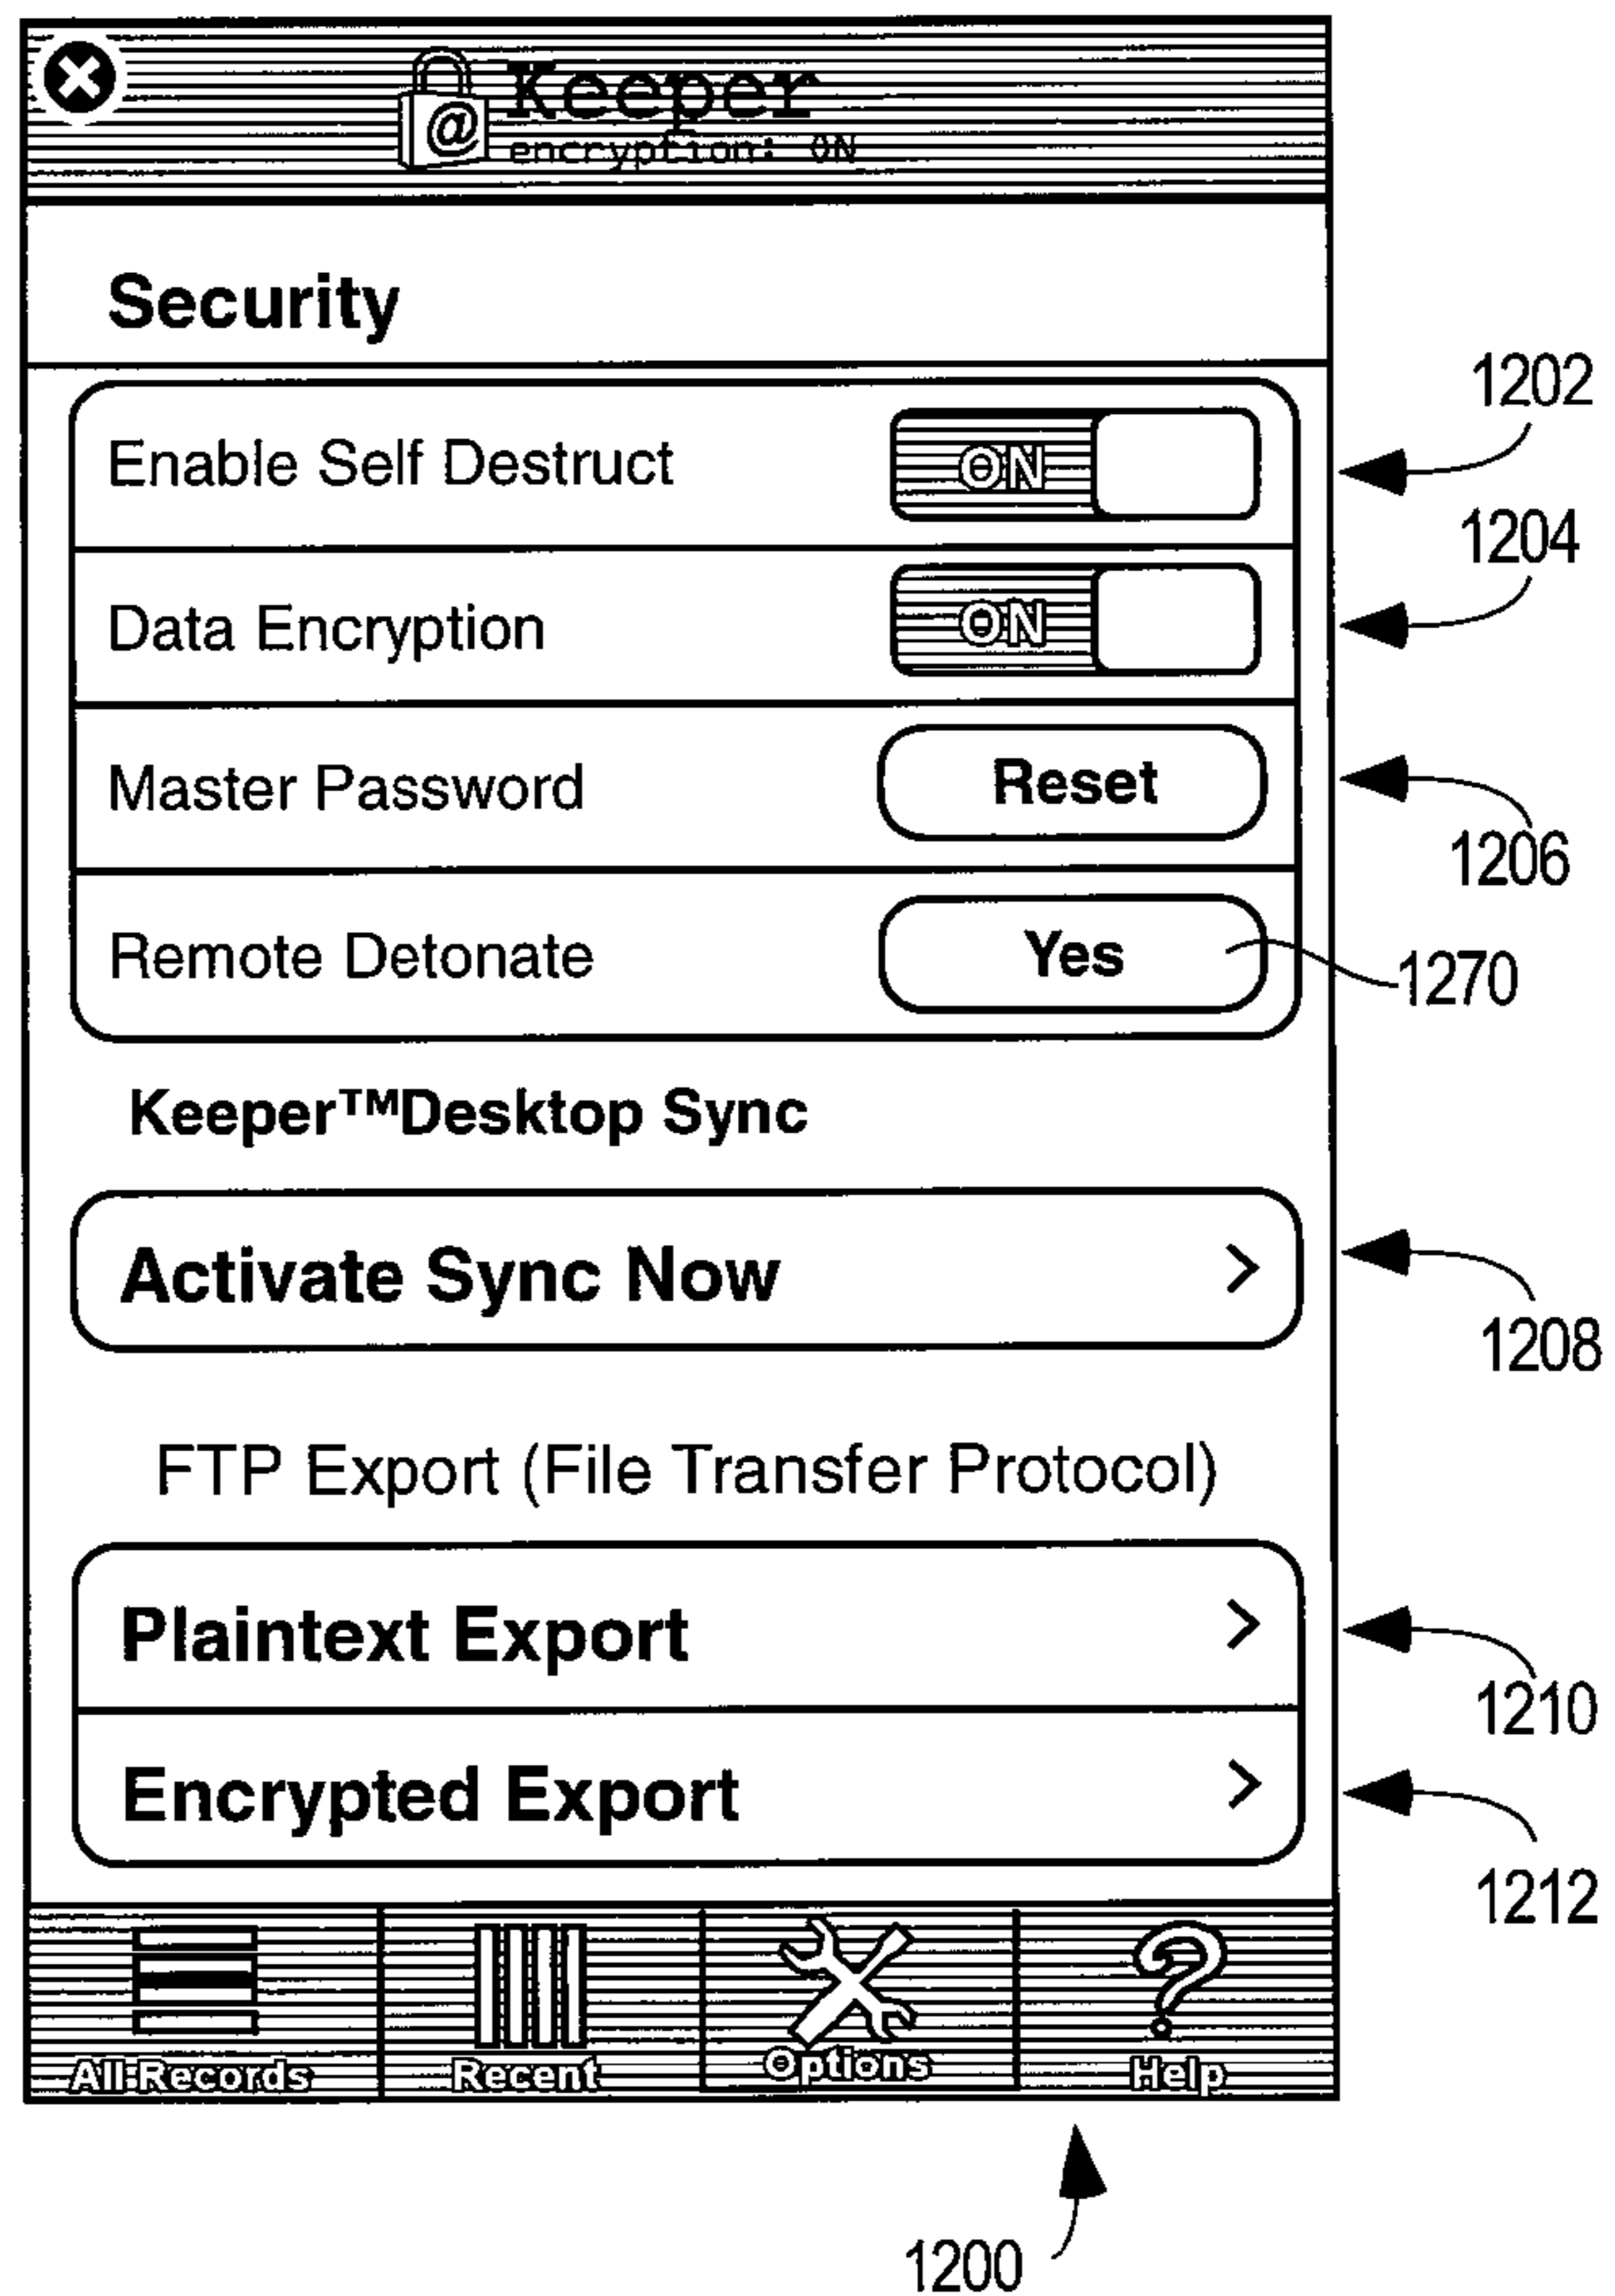 @ Keeper
encryption: ON
Security
Enable Self Destruct ON 1202
Data Encryption ON 1204
Master Password Reset 1206
Remote Detonate Yes 1270
Keeper™Desktop Sync
Activate Sync Now > 1208
FTP Export (File Transfer Protocol)
Plaintext Export > 1210
Encrypted Export > 1212
All Records Recent Options Help
1200